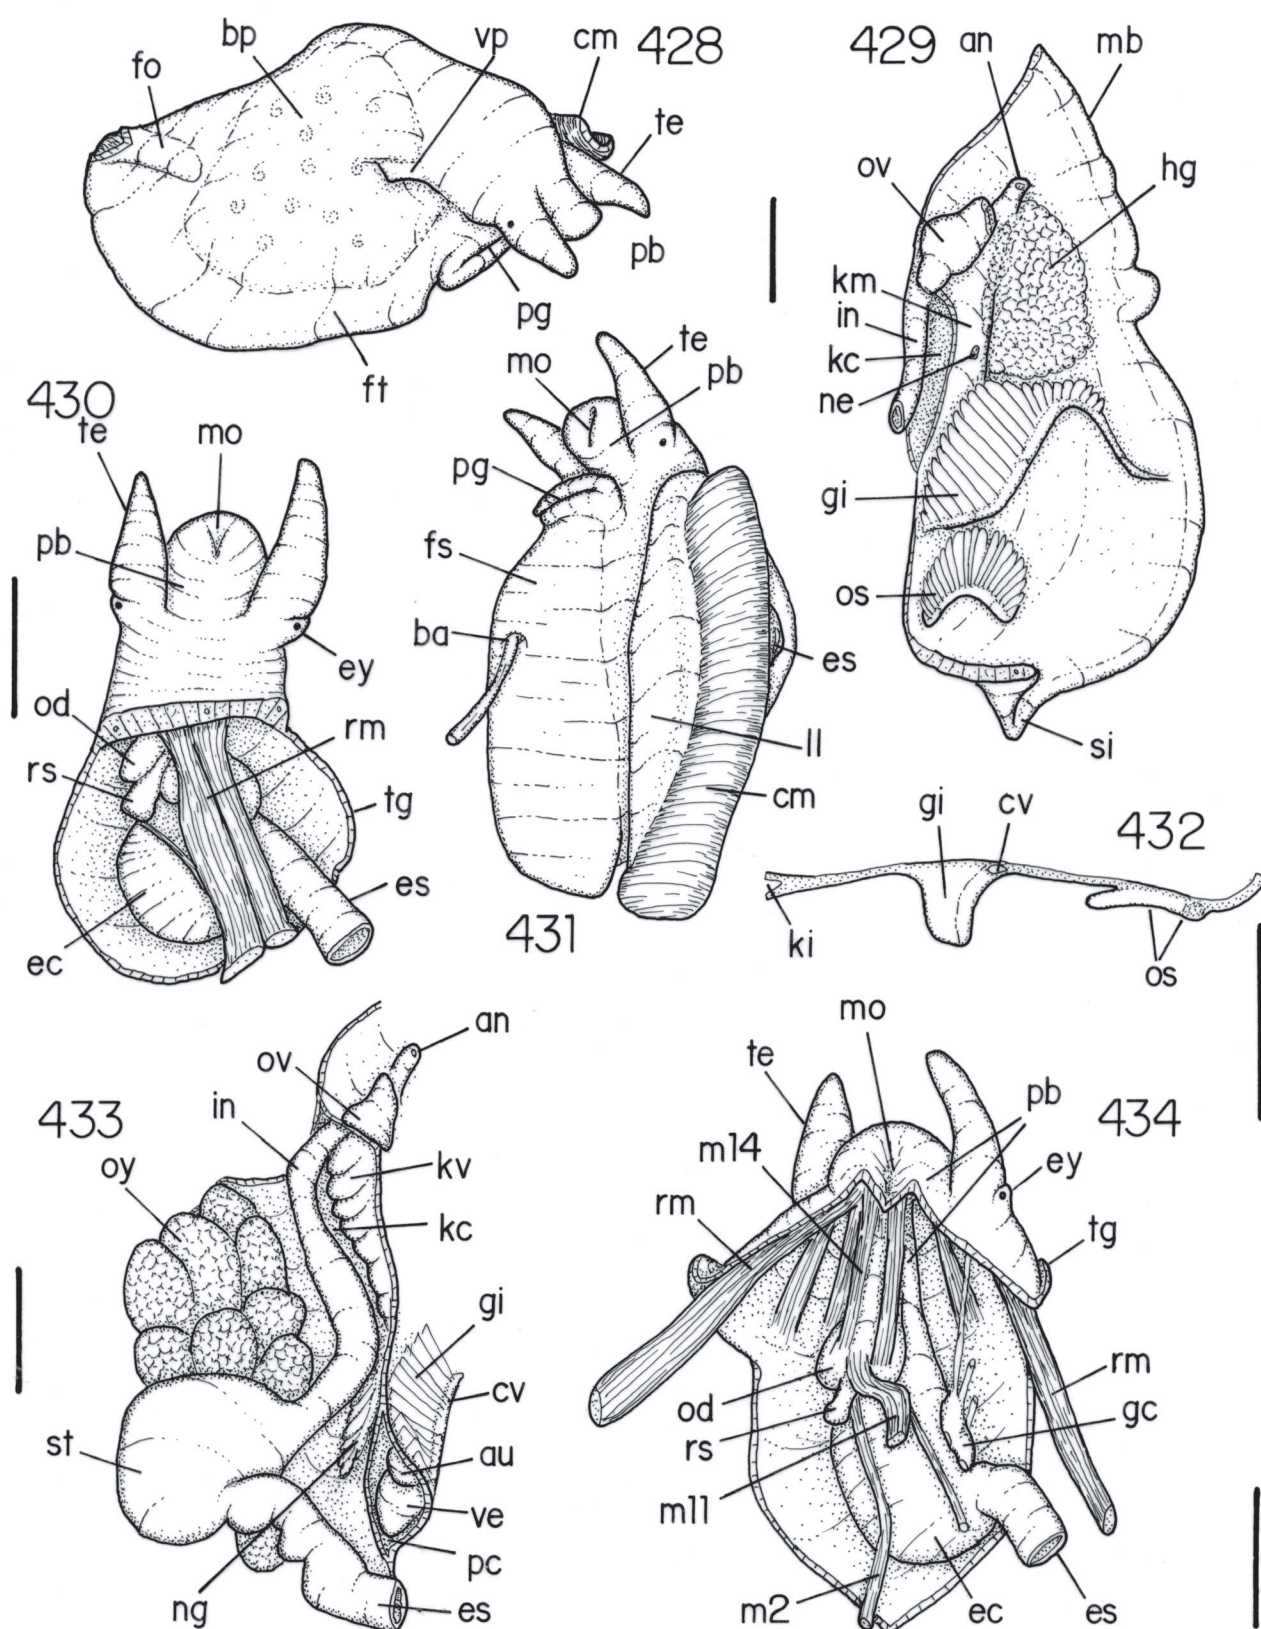 428
fo
bp
vp
cm
te
pb
pg
ft
429
an
mb
ov
hg
km
in
kc
ne
gi
os
si
430
te
mo
pb
ey
od
rm
rs
tg
es
ec
431
mo
te
pb
pg
fs
ba
es
ll
cm
432
gi
cv
ki
os
433
an
ov
in
oy
kv
kc
gi
cv
st
au
ve
pc
ng
es
434
mo
te
pb
m14
ey
rm
tg
od
rm
rs
gc
m11
m2
ec
es